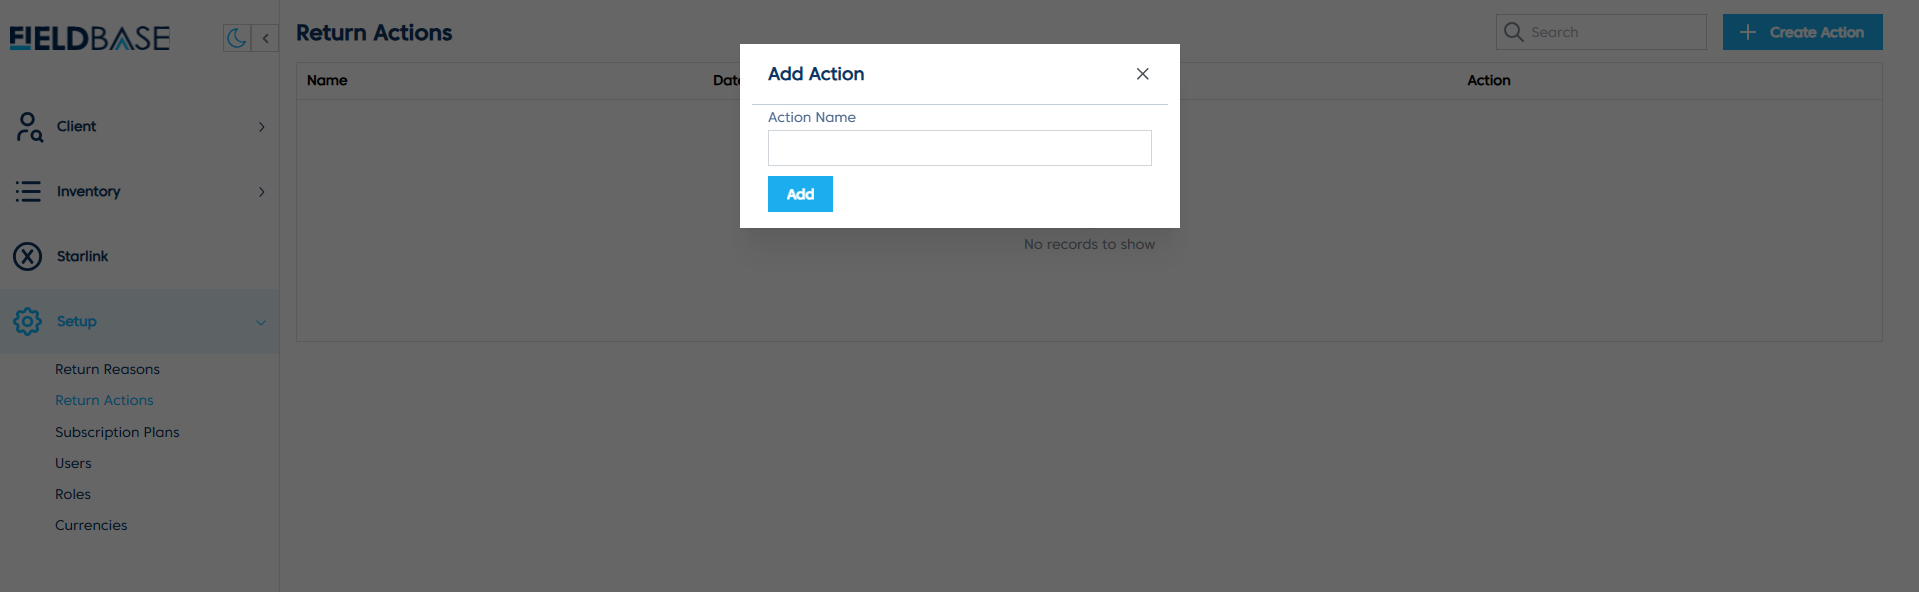 FIELDBASE
Return Actions
Search
Create Action
Add Action
Name
Action
Action Name
Client
Inventory
Add
No records to show
Starlink
Setup
Return Reasons
Return Actions
Subscription Plans
Users
Roles
Currencies